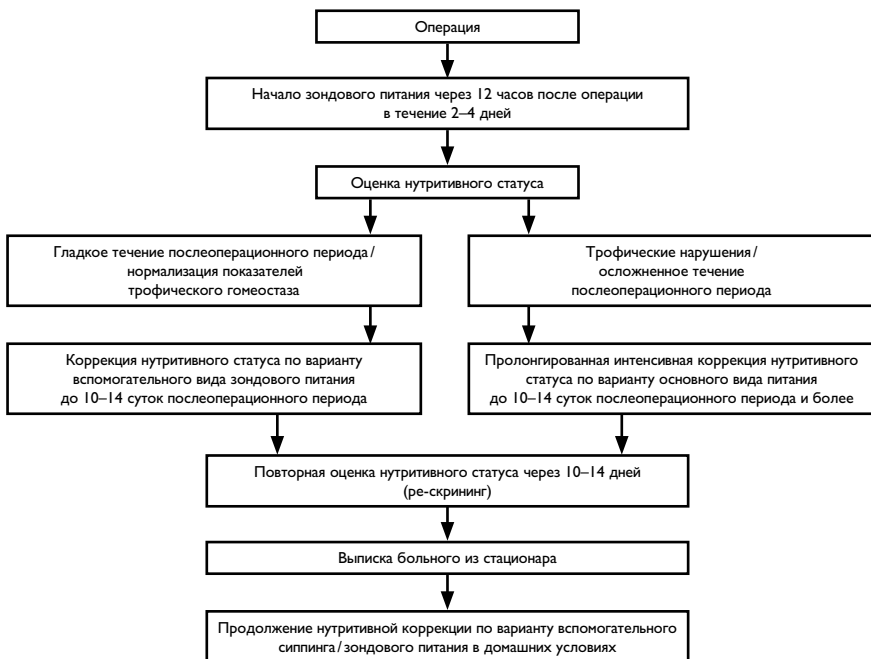 Операция
Начало зондового питания через 12 часов после операции
в течение 2–4 дней
Оценка нутритивного статуса
Гладкое течение послеоперационного периода/
нормализация показателей
трофического гомеостаза
Трофические нарушения/
осложненное течение
послеоперационного периода
Коррекция нутритивного статуса по варианту
вспомогательного вида зондового питания
до 10–14 суток послеоперационного периода
Пролонгированная интенсивная коррекция нутритивного
статуса по варианту основного вида питания
до 10–14 суток послеоперационного периода и более
Повторная оценка нутритивного статуса через 10–14 дней
(ре-скрининг)
Выписка больного из стационара
Продолжение нутритивной коррекции по варианту вспомогательного
сиппинга/зондового питания в домашних условиях